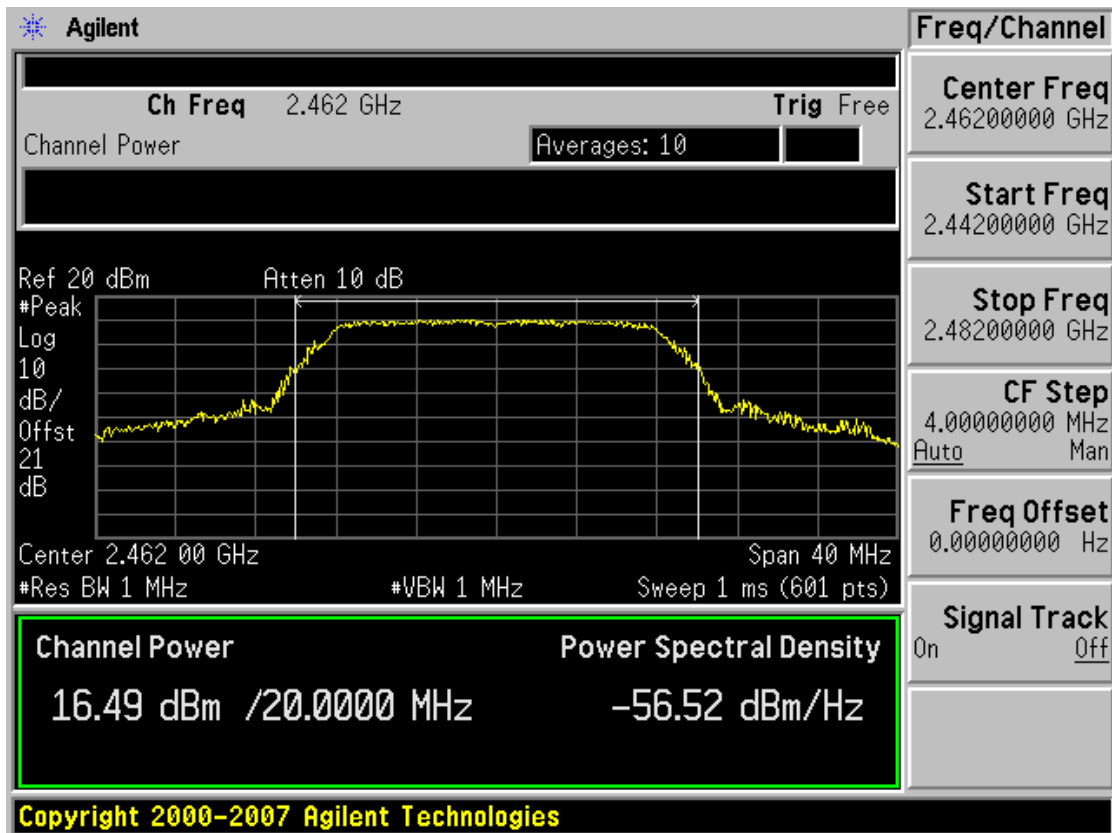 Agilent
Freq/Channel
Ch Freq 2.462 GHz Trig Free
Channel Power Averages: 10
Ref 20 dBm Atten 10 dB
#Peak
Log
10
dB/
Offst
21
dB
Center 2.462 00 GHz Span 40 MHz
#Res BW 1 MHz #VBW 1 MHz Sweep 1 ms (601 pts)
Channel Power Power Spectral Density
16.49 dBm /20.0000 MHz -56.52 dBm/Hz
Copyright 2000-2007 Agilent Technologies
Center Freq
2.46200000 GHz
Start Freq
2.44200000 GHz
Stop Freq
2.48200000 GHz
CF Step
4.00000000 MHz
Auto Man
Freq Offset
0.00000000 Hz
Signal Track
On Off